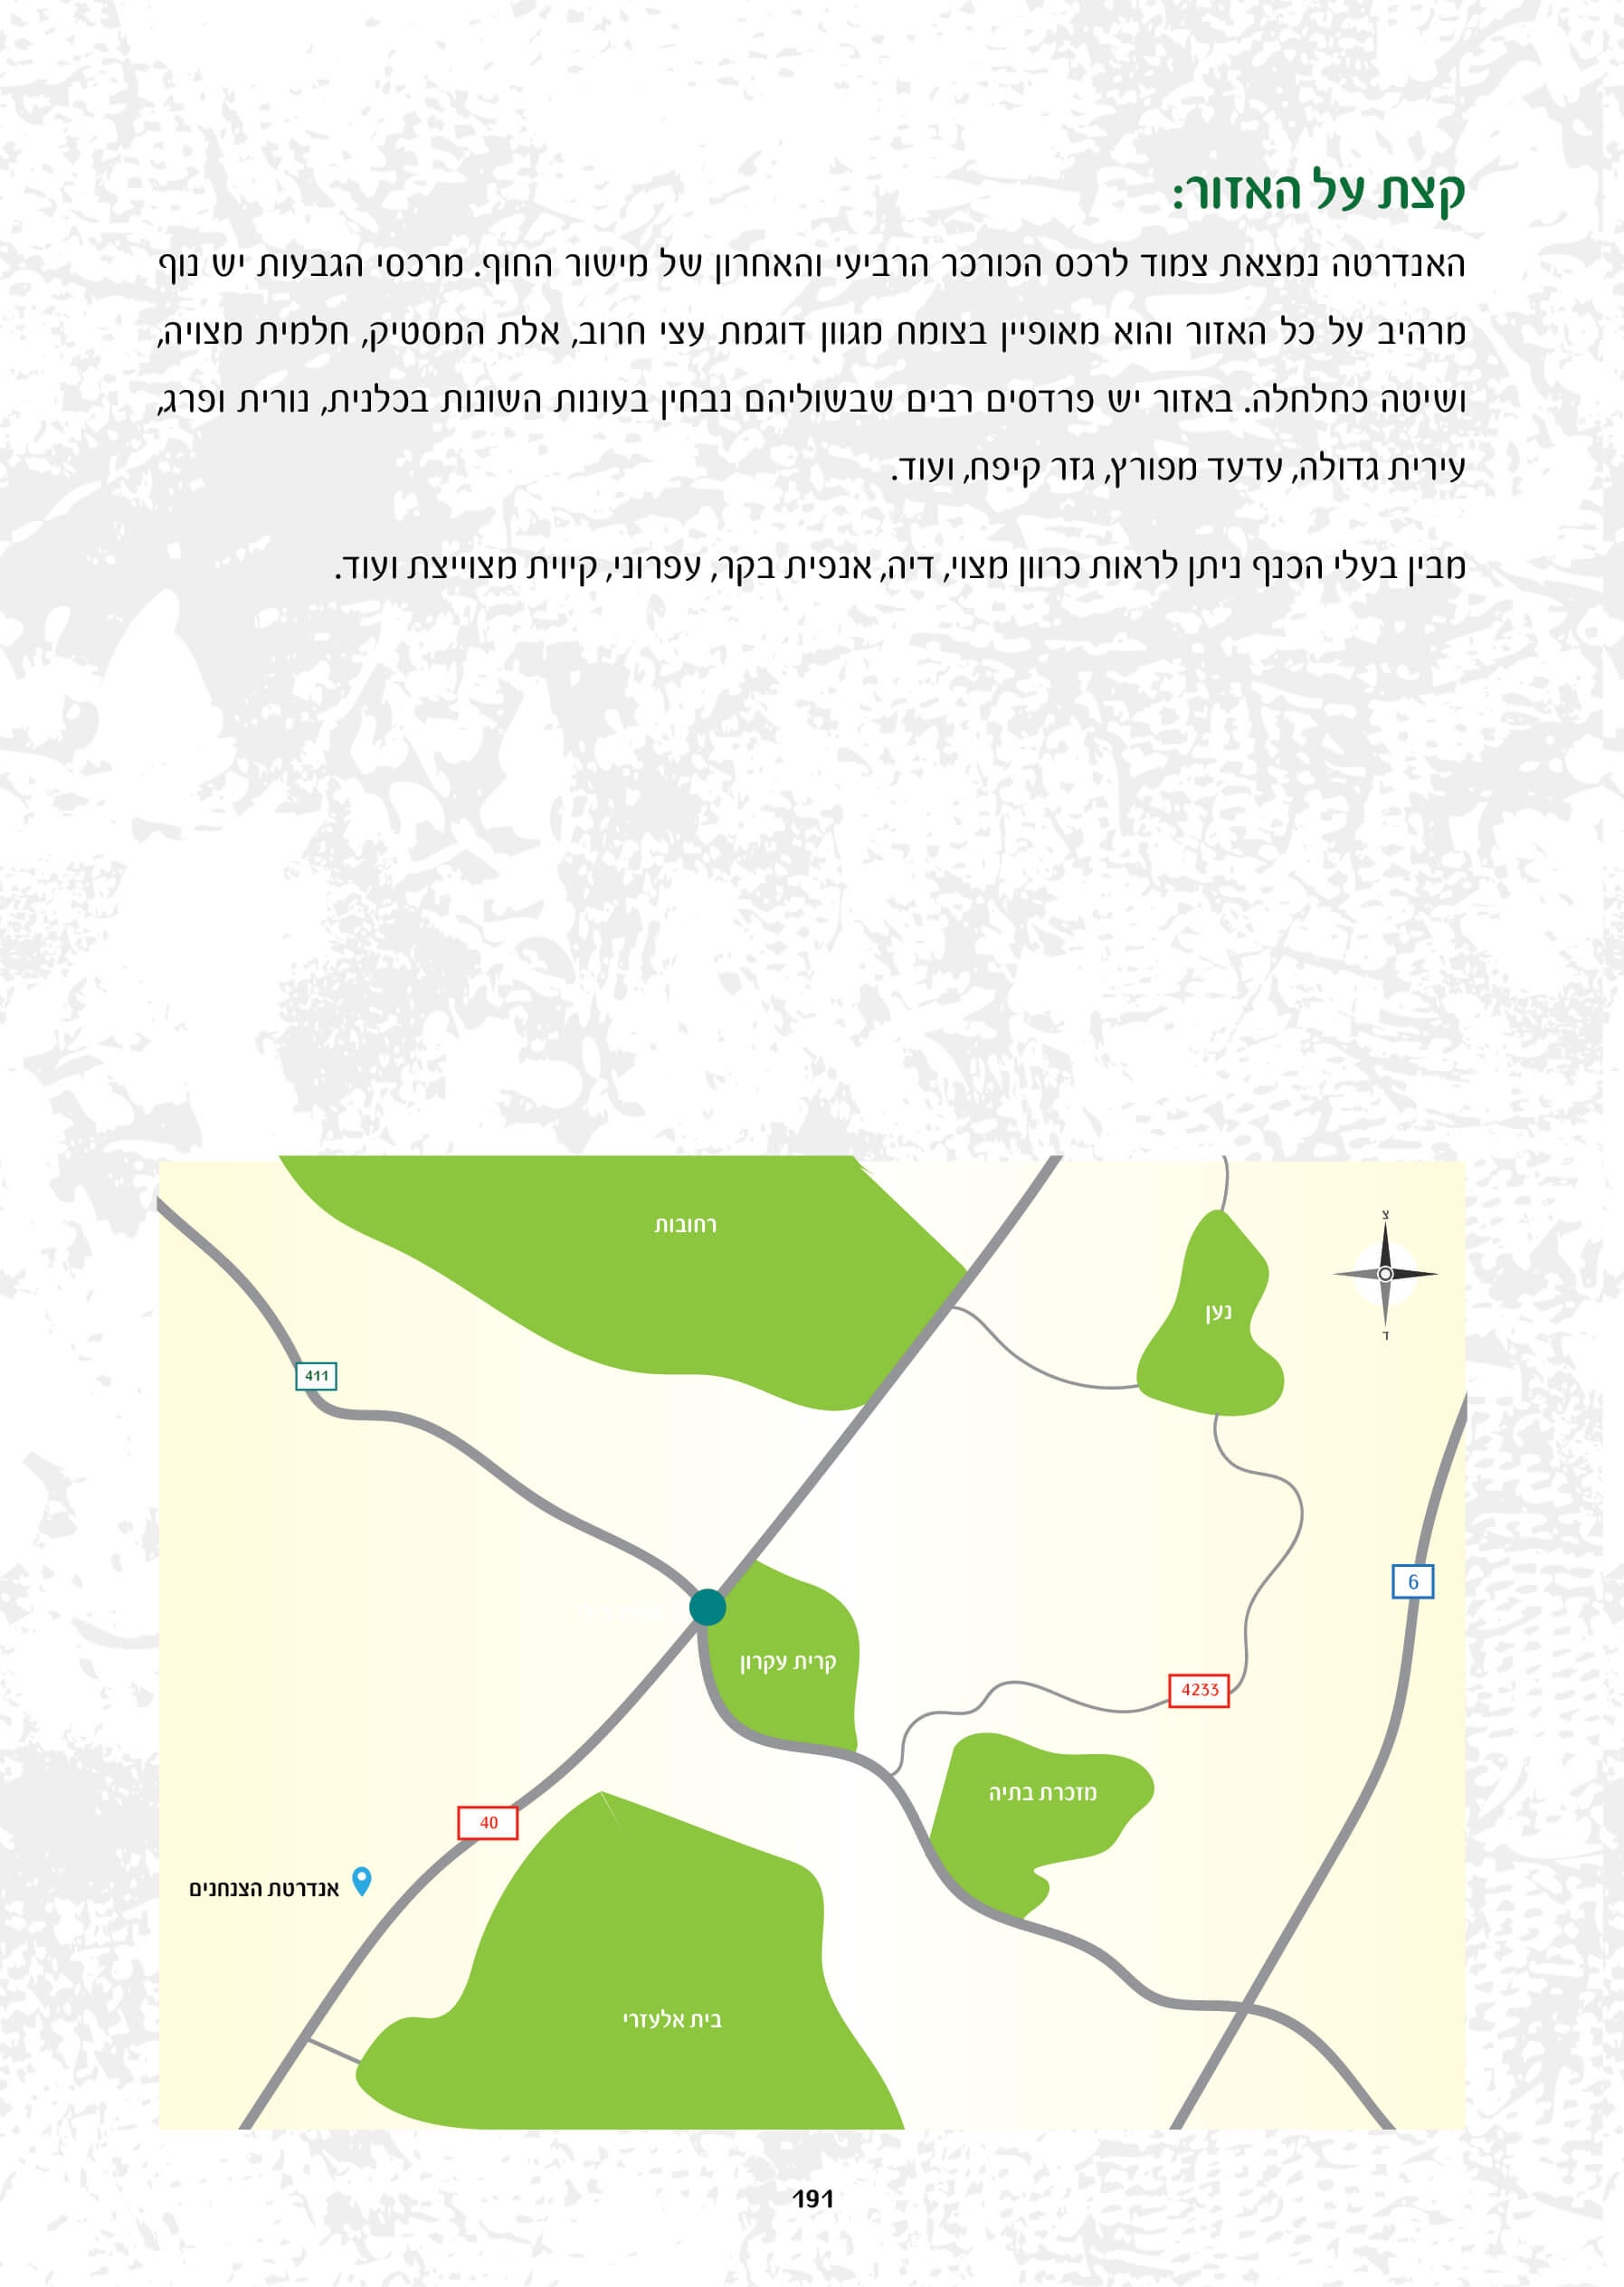 קצת על האזור:
האנדרטה נמצאת צמוד לרכס הכורכר הרביעי והאחרון של מישור החוף. מרכסי הגבעות יש נוף
מרהיב על כל האזור והוא מאופיין בצומח מגוון דוגמת עצי חרוב, אלת המסטיק, חלמית מצויה,
ושיטה כחלחלה. באזור יש פרדסים רבים שבשוליהם נבחין בעונות השונות בכלנית, נורית ופרג,
עירית גדולה, עדעד מפורץ, גזר קיפח, ועוד.
מבין בעלי הכנף ניתן לראות כרוון מצוי, דיה, אנפית בקר, עפרוני, קיווית מצוייצת ועוד.
צ
רחובות
נען
ד
411
6
קרית עקרון
4233
מזכרת בתיה
40
אנדרטת הצנחנים
בית אלעזרי
191